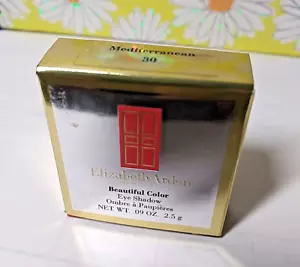 Mediterranean
30
Elizabeth Arden
Beautiful Color
Eye Shadow
Ombre à Paupières
NET WT. .09 OZ. 2.5 g